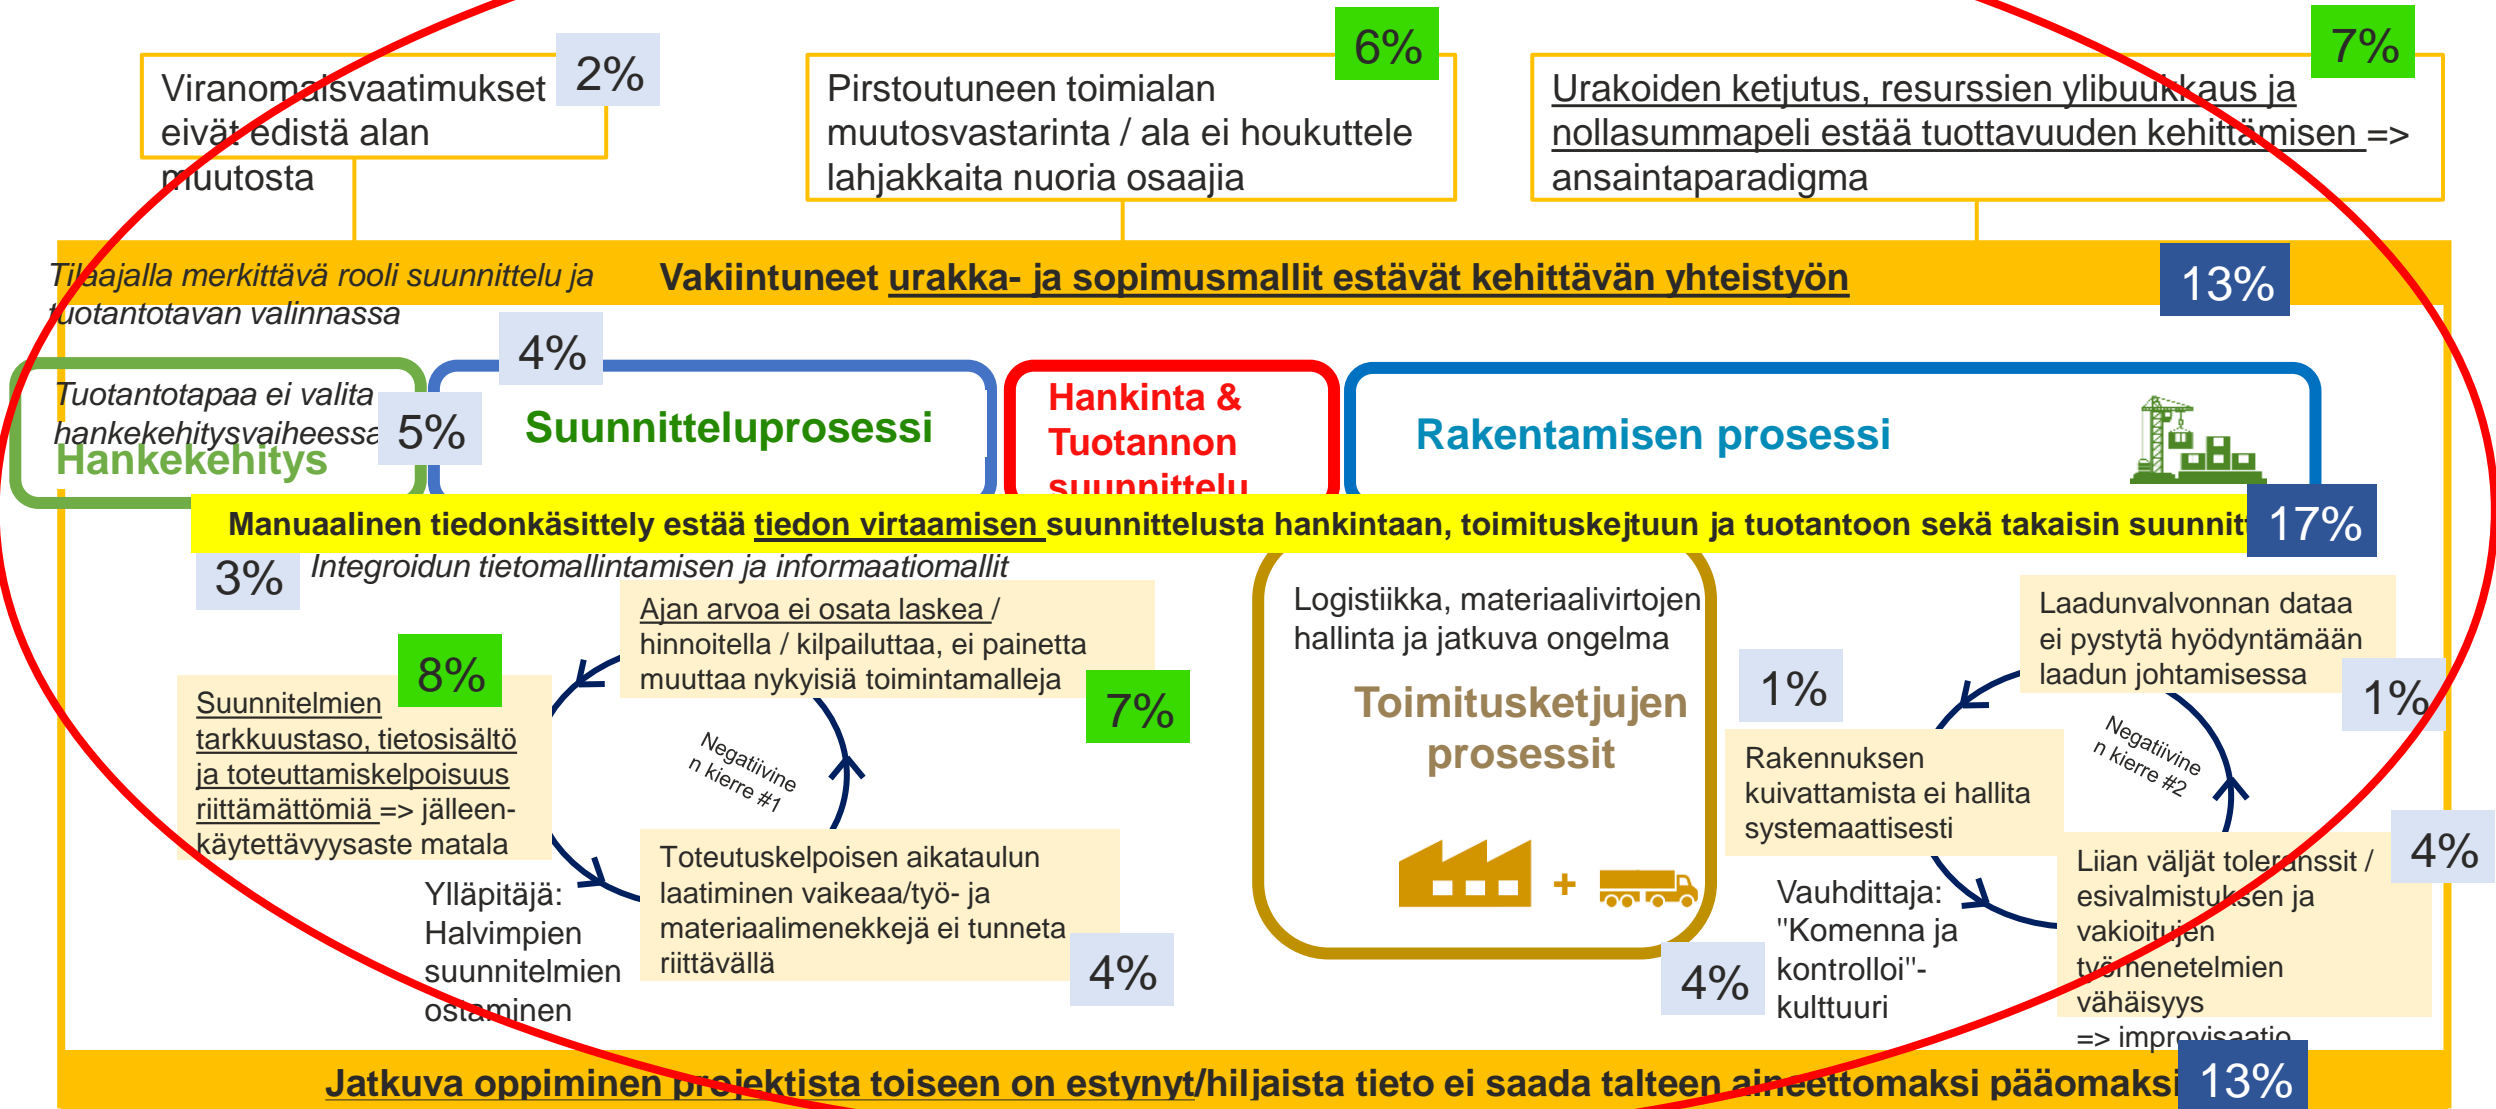 2%
Viranomaisvaatimukset
eivät edistä alan
muutosta
6%
Pirstoutuneen toimialan
muutosvastarinta / ala ei houkuttele
lahjakkaita nuoria osaajia
7%
Urakoiden ketjutus, resurssien ylibuukkaus ja
nollasummapeli estää tuottavuuden kehittämisen =>
ansaintaparadigma
Tilaajalla merkittävä rooli suunnittelu ja
tuotantotavan valinnassa
Vakiintuneet urakka- ja sopimusmallit estävät kehittävän yhteistyön
13%
Tuotantotapaa ei valita
hankekehitysvaiheessa
Hankekehitys
5%
4%
Suunnitteluprosessi
Hankinta &
Tuotannon
suunnittelu
Rakentamisen prosessi
Manuaalinen tiedonkäsittely estää tiedon virtaamisen suunnittelusta hankintaan, toimituskejtuun ja tuotantoon sekä takaisin suunnitt
17%
3%
Integroidun tietomallintamisen ja informaatiomallit
Ajan arvoa ei osata laskea /
hinnoitella / kilpailuttaa, ei painetta
muuttaa nykyisiä toimintamalleja
7%
8%
Suunnitelmien
tarkkuustaso, tietosisältö
ja toteuttamiskelpoisuus
riittämättömiä => jälleen-
käytettävyysaste matala
Negatiivine
n kierre #1
Toteutuskelpoisen aikataulun
laatiminen vaikeaa/työ- ja
materiaalimenekkejä ei tunneta
riittävällä
4%
Ylläpitäjä:
Halvimpien
suunnitelmien
ostaminen
Logistiikka, materiaalivirtojen
hallinta ja jatkuva ongelma
Toimitusketjujen
prosessit
+
4%
Laadunvalvonnan dataa
ei pystytä hyödyntämään
laadun johtamisessa
1%
1%
Rakennuksen
kuivattamista ei hallita
systemaattisesti
Negatiivine
n kierre #2
4%
Liian väljät toleranssit /
esivalmistuksen ja
vakioitujen
työmenetelmien
vähäisyys
=> improvisaatio
Vauhdittaja:
"Komenna ja
kontrolloi"-
kulttuuri
Jatkuva oppiminen projektista toiseen on estynyt/hiljaista tieto ei saada talteen aineettomaksi pääomaksi
13%